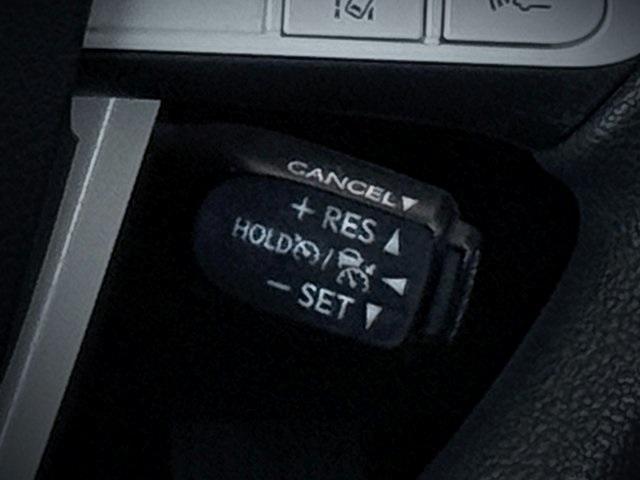 CANCEL▼
+ RES ▲
HOLD / ◀
− SET ▼